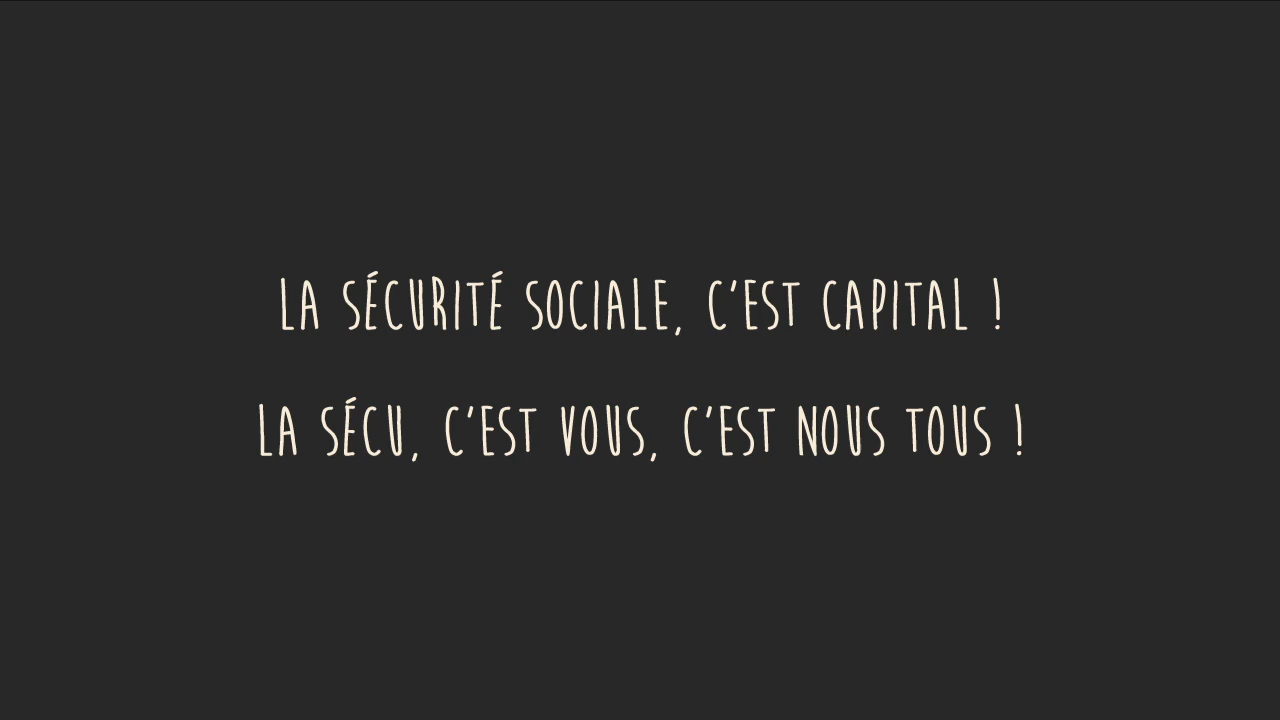 LA SÉCURITÉ SOCIALE, C'EST CAPITAL !
LA SÉCU, C'EST VOUS, C'EST NOUS TOUS !